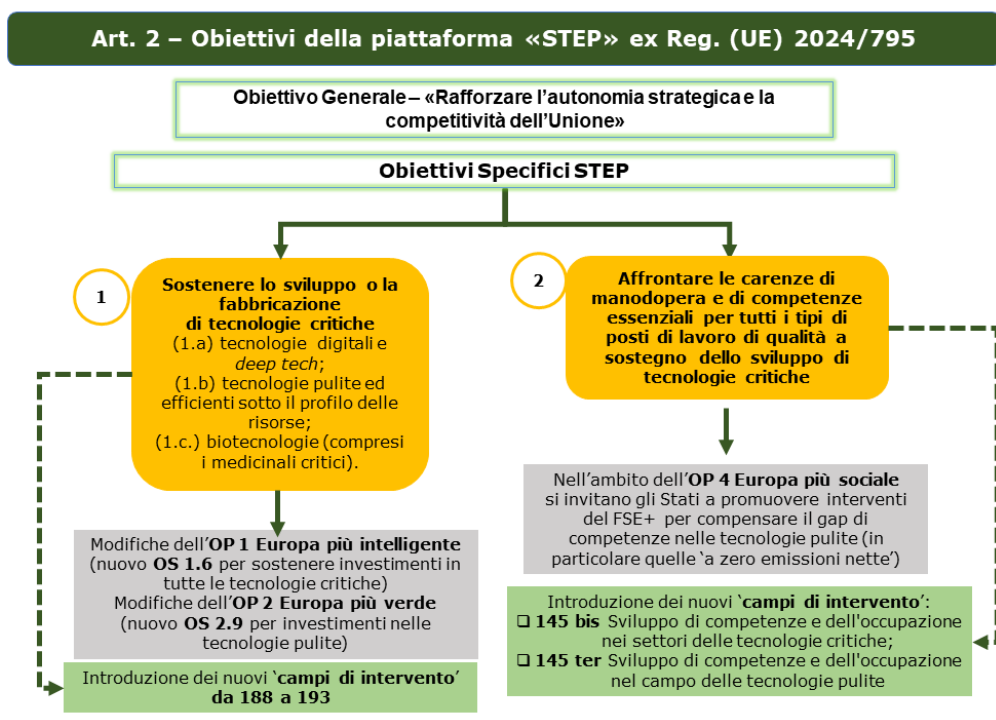 Art. 2 – Obiettivi della piattaforma «STEP» ex Reg. (UE) 2024/795
Obiettivo Generale – «Rafforzare l'autonomia strategica e la
competitività dell'Unione»
Obiettivi Specifici STEP
1
Sostenere lo sviluppo o la
fabbricazione
di tecnologie critiche
(1.a) tecnologie digitali e
deep tech;
(1.b) tecnologie pulite ed
efficienti sotto il profilo delle
risorse;
(1.c.) biotecnologie (compresi
i medicinali critici).
Modifiche dell'OP 1 Europa più intelligente
(nuovo OS 1.6 per sostenere investimenti in
tutte le tecnologie critiche)
Modifiche dell'OP 2 Europa più verde
(nuovo OS 2.9 per investimenti nelle
tecnologie pulite)
Introduzione dei nuovi 'campi di intervento'
da 188 a 193
2
Affrontare le carenze di
manodopera e di competenze
essenziali per tutti i tipi di
posti di lavoro di qualità a
sostegno dello sviluppo di
tecnologie critiche
Nell'ambito dell'OP 4 Europa più sociale
si invitano gli Stati a promuovere interventi
del FSE+ per compensare il gap di
competenze nelle tecnologie pulite (in
particolare quelle 'a zero emissioni nette')
Introduzione dei nuovi 'campi di intervento':
❑ 145 bis Sviluppo di competenze e dell'occupazione
nei settori delle tecnologie critiche;
❑ 145 ter Sviluppo di competenze e dell'occupazione
nel campo delle tecnologie pulite